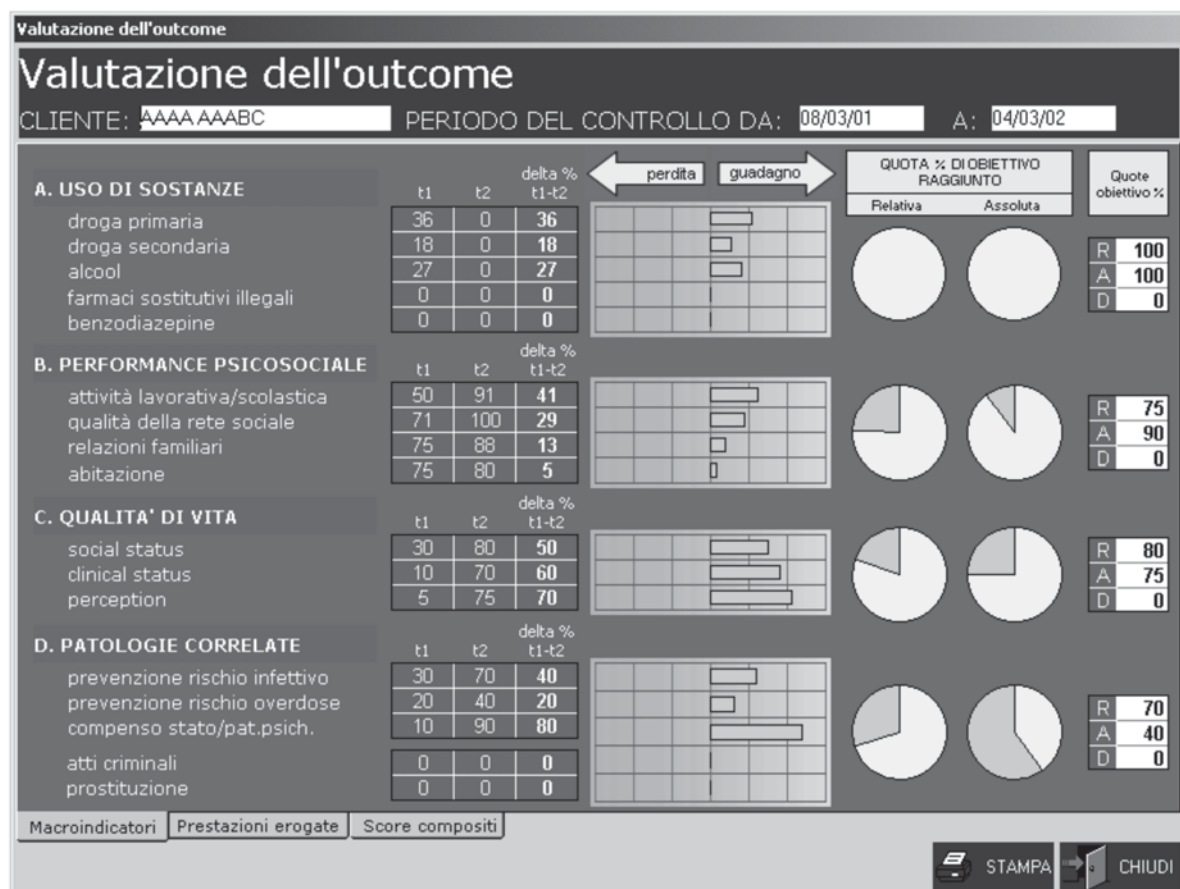 Valutazione dell'outcome
Valutazione dell'outcome
CLIENTE: AAAA AAABC PERIODO DEL CONTROLLO DA: 08/03/01 A: 04/03/02
perdita guadagno
QUOTA % DI OBIETTIVO RAGGIUNTO
Relativa Assoluta
Quote obiettivo %
A. USO DI SOSTANZE t1 t2 delta % t1-t2
droga primaria 36 0 36
droga secondaria 18 0 18
alcool 27 0 27
farmaci sostitutivi illegali 0 0 0
benzodiazepine 0 0 0
R 100
A 100
D 0
B. PERFORMANCE PSICOSOCIALE t1 t2 delta % t1-t2
attività lavorativa/scolastica 50 91 41
qualità della rete sociale 71 100 29
relazioni familiari 75 88 13
abitazione 75 80 5
R 75
A 90
D 0
C. QUALITA' DI VITA t1 t2 delta % t1-t2
social status 30 80 50
clinical status 10 70 60
perception 5 75 70
R 80
A 75
D 0
D. PATOLOGIE CORRELATE t1 t2 delta % t1-t2
prevenzione rischio infettivo 30 70 40
prevenzione rischio overdose 20 40 20
compenso stato/pat.psich. 10 90 80
atti criminali 0 0 0
prostituzione 0 0 0
R 70
A 40
D 0
Macroindicatori Prestazioni erogate Score compositi
STAMPA CHIUDI